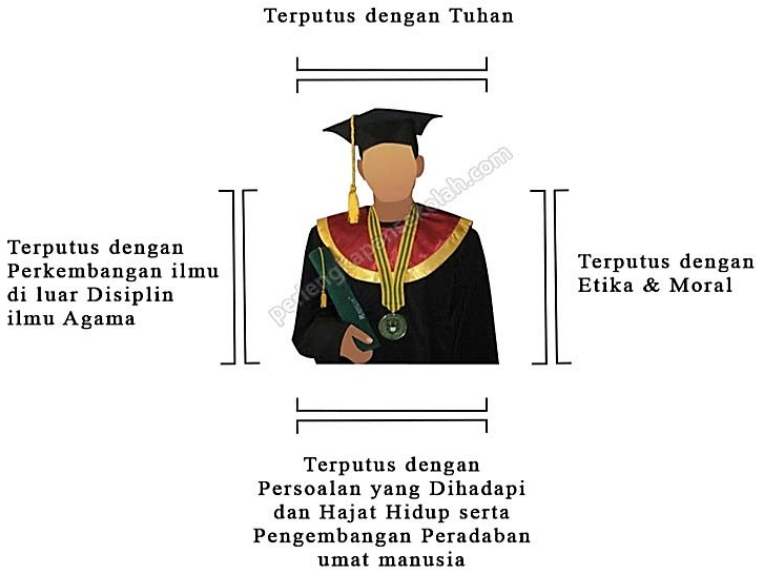 Terputus dengan Tuhan
Terputus dengan
Perkembangan ilmu
di luar Disiplin
ilmu Agama
Terputus dengan
Etika & Moral
Terputus dengan
Persoalan yang Dihadapi
dan Hajat Hidup serta
Pengembangan Peradaban
umat manusia